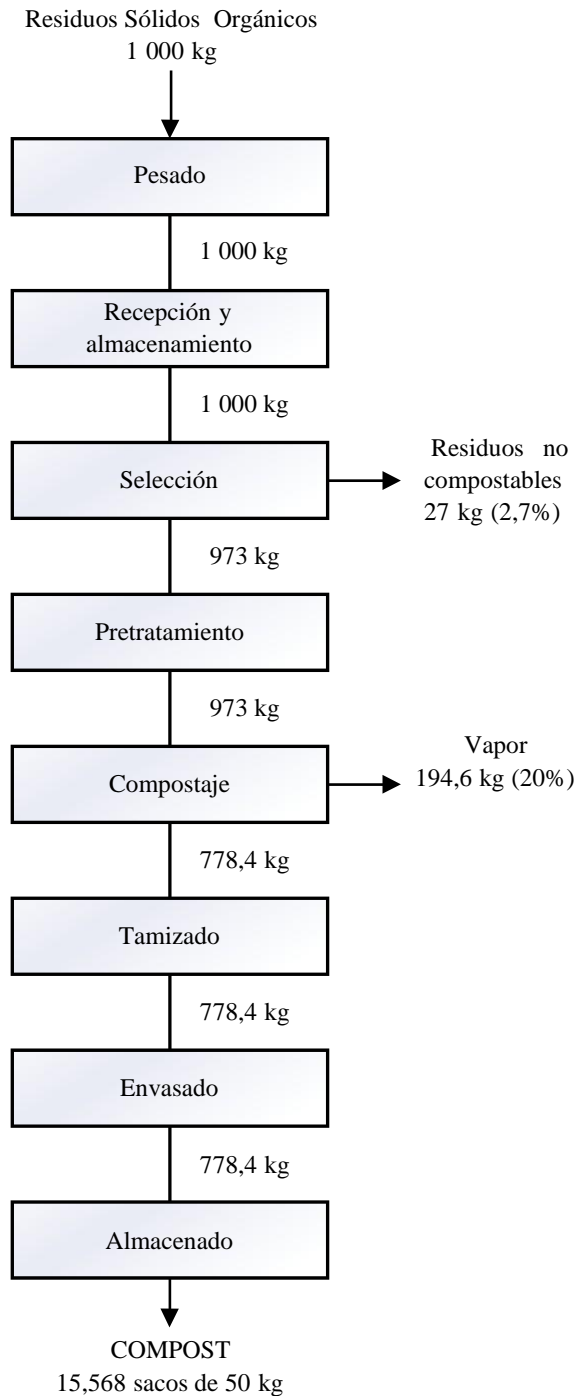 Residuos Sólidos Orgánicos
1 000 kg
Pesado
1 000 kg
Recepción y
almacenamiento
1 000 kg
Selección
Residuos no
compostables
27 kg (2,7%)
973 kg
Pretratamiento
973 kg
Compostaje
Vapor
194,6 kg (20%)
778,4 kg
Tamizado
778,4 kg
Envasado
778,4 kg
Almacenado
COMPOST
15,568 sacos de 50 kg